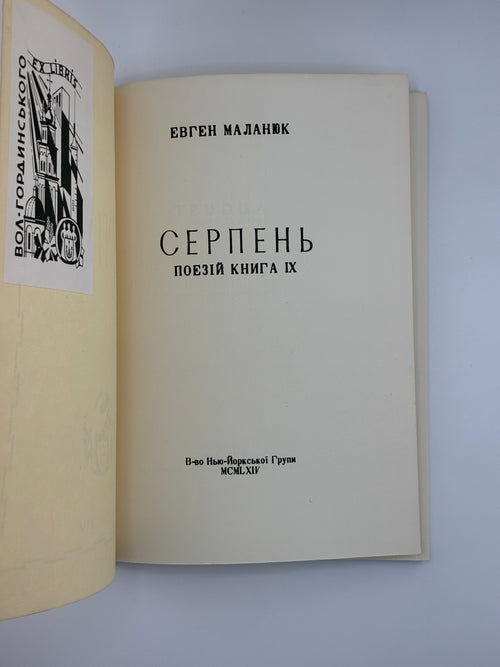 EX LIBRIS
ВОЛ·ГОРДИНСЬКОГО
ЕВГЕН МАЛАНЮК
СЕРПЕНЬ
ПОЕЗІЙ КНИГА IX
В-во Нью-Йоркської Групи
MCMLXIV